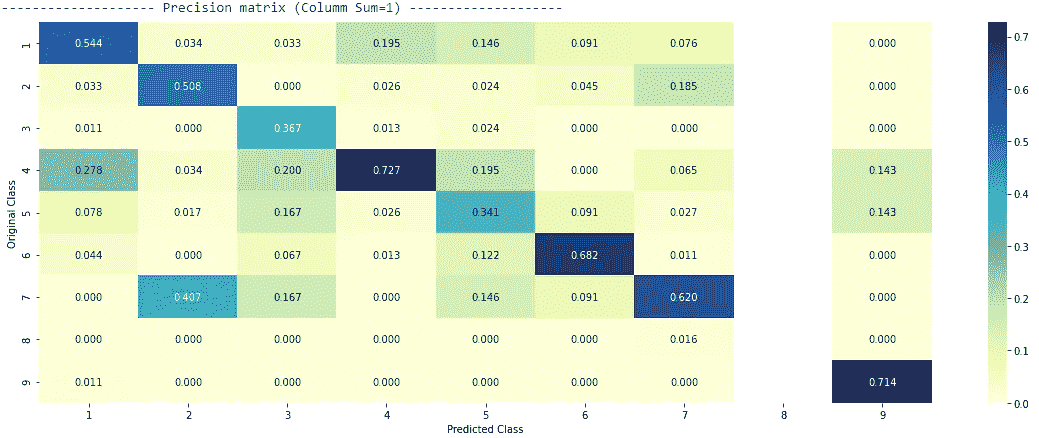 -------------------- Precision matrix (Column Sum=1) --------------------
1 0.544 0.034 0.033 0.195 0.146 0.091 0.076 0.000
2 0.033 0.508 0.000 0.026 0.024 0.045 0.185 0.000
3 0.011 0.000 0.367 0.013 0.024 0.000 0.000 0.000
4 0.278 0.034 0.200 0.727 0.195 0.000 0.065 0.143
5 0.078 0.017 0.167 0.026 0.341 0.091 0.027 0.143
6 0.044 0.000 0.067 0.013 0.122 0.682 0.011 0.000
7 0.000 0.407 0.167 0.000 0.146 0.091 0.620 0.000
8 0.000 0.000 0.000 0.000 0.000 0.000 0.016 0.000
9 0.011 0.000 0.000 0.000 0.000 0.000 0.000 0.714
1 2 3 4 5 6 7 8 9
Predicted Class
Original Class
0.7
0.6
0.5
0.4
0.3
0.2
0.1
0.0